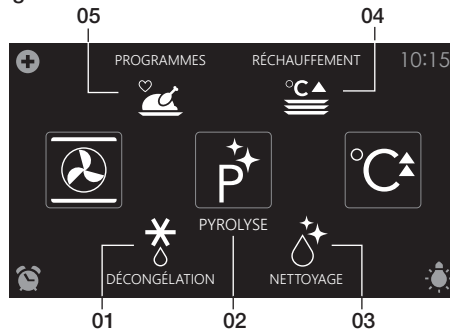 05 04
PROGRAMMES RÉCHAUFFEMENT 10:15
°C
P °C
PYROLYSE
DÉCONGÉLATION NETTOYAGE
01 02 03